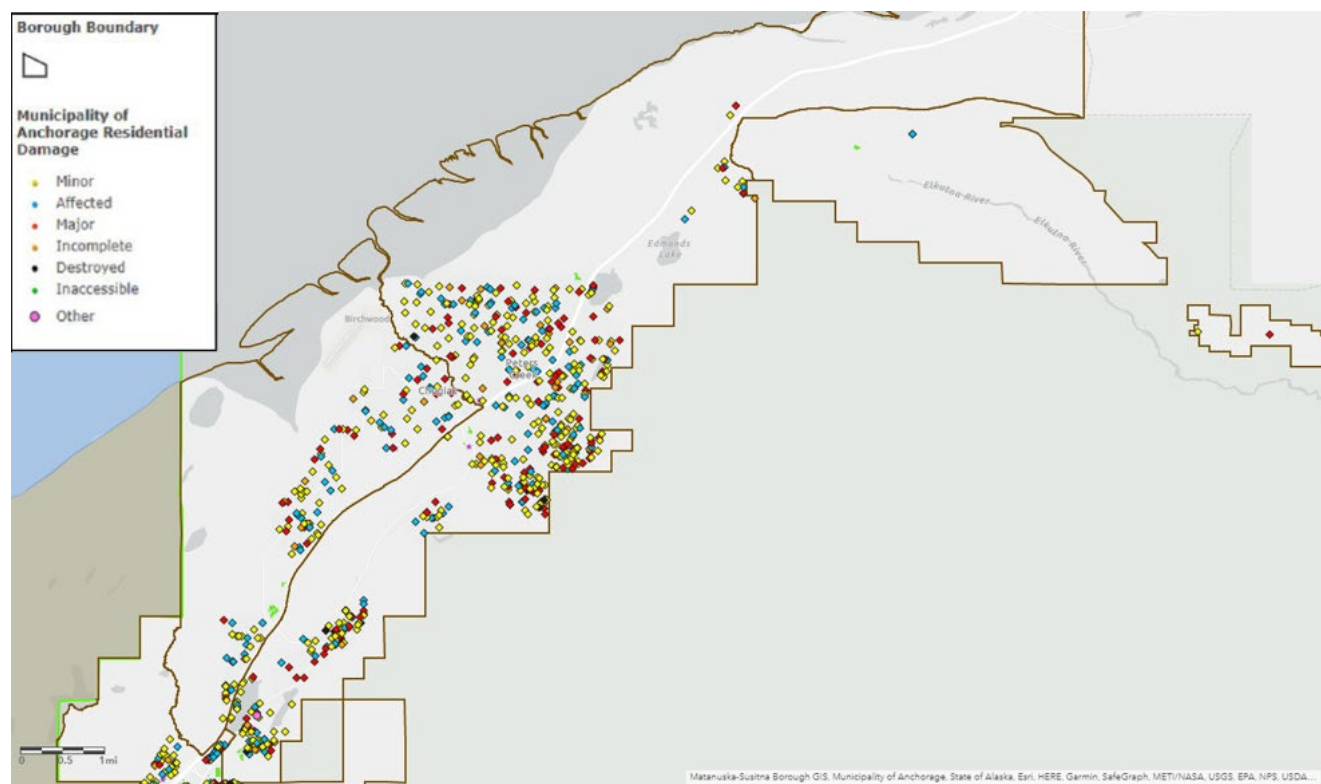 Borough Boundary
Municipality of
Anchorage Residential
Damage
Minor
Affected
Major
Incomplete
Destroyed
Inaccessible
Other
Elkutna-River
Elkutna-River
Edmonds
Lake
Birchwood
Peters
Creek
Chugiak
0 0.5 1mi
Matanuska-Susitna Borough GIS, Municipality of Anchorage, State of Alaska, Esri, HERE, Garmin, SafeGraph, METI/NASA, USGS, EPA, NPS, USDA...